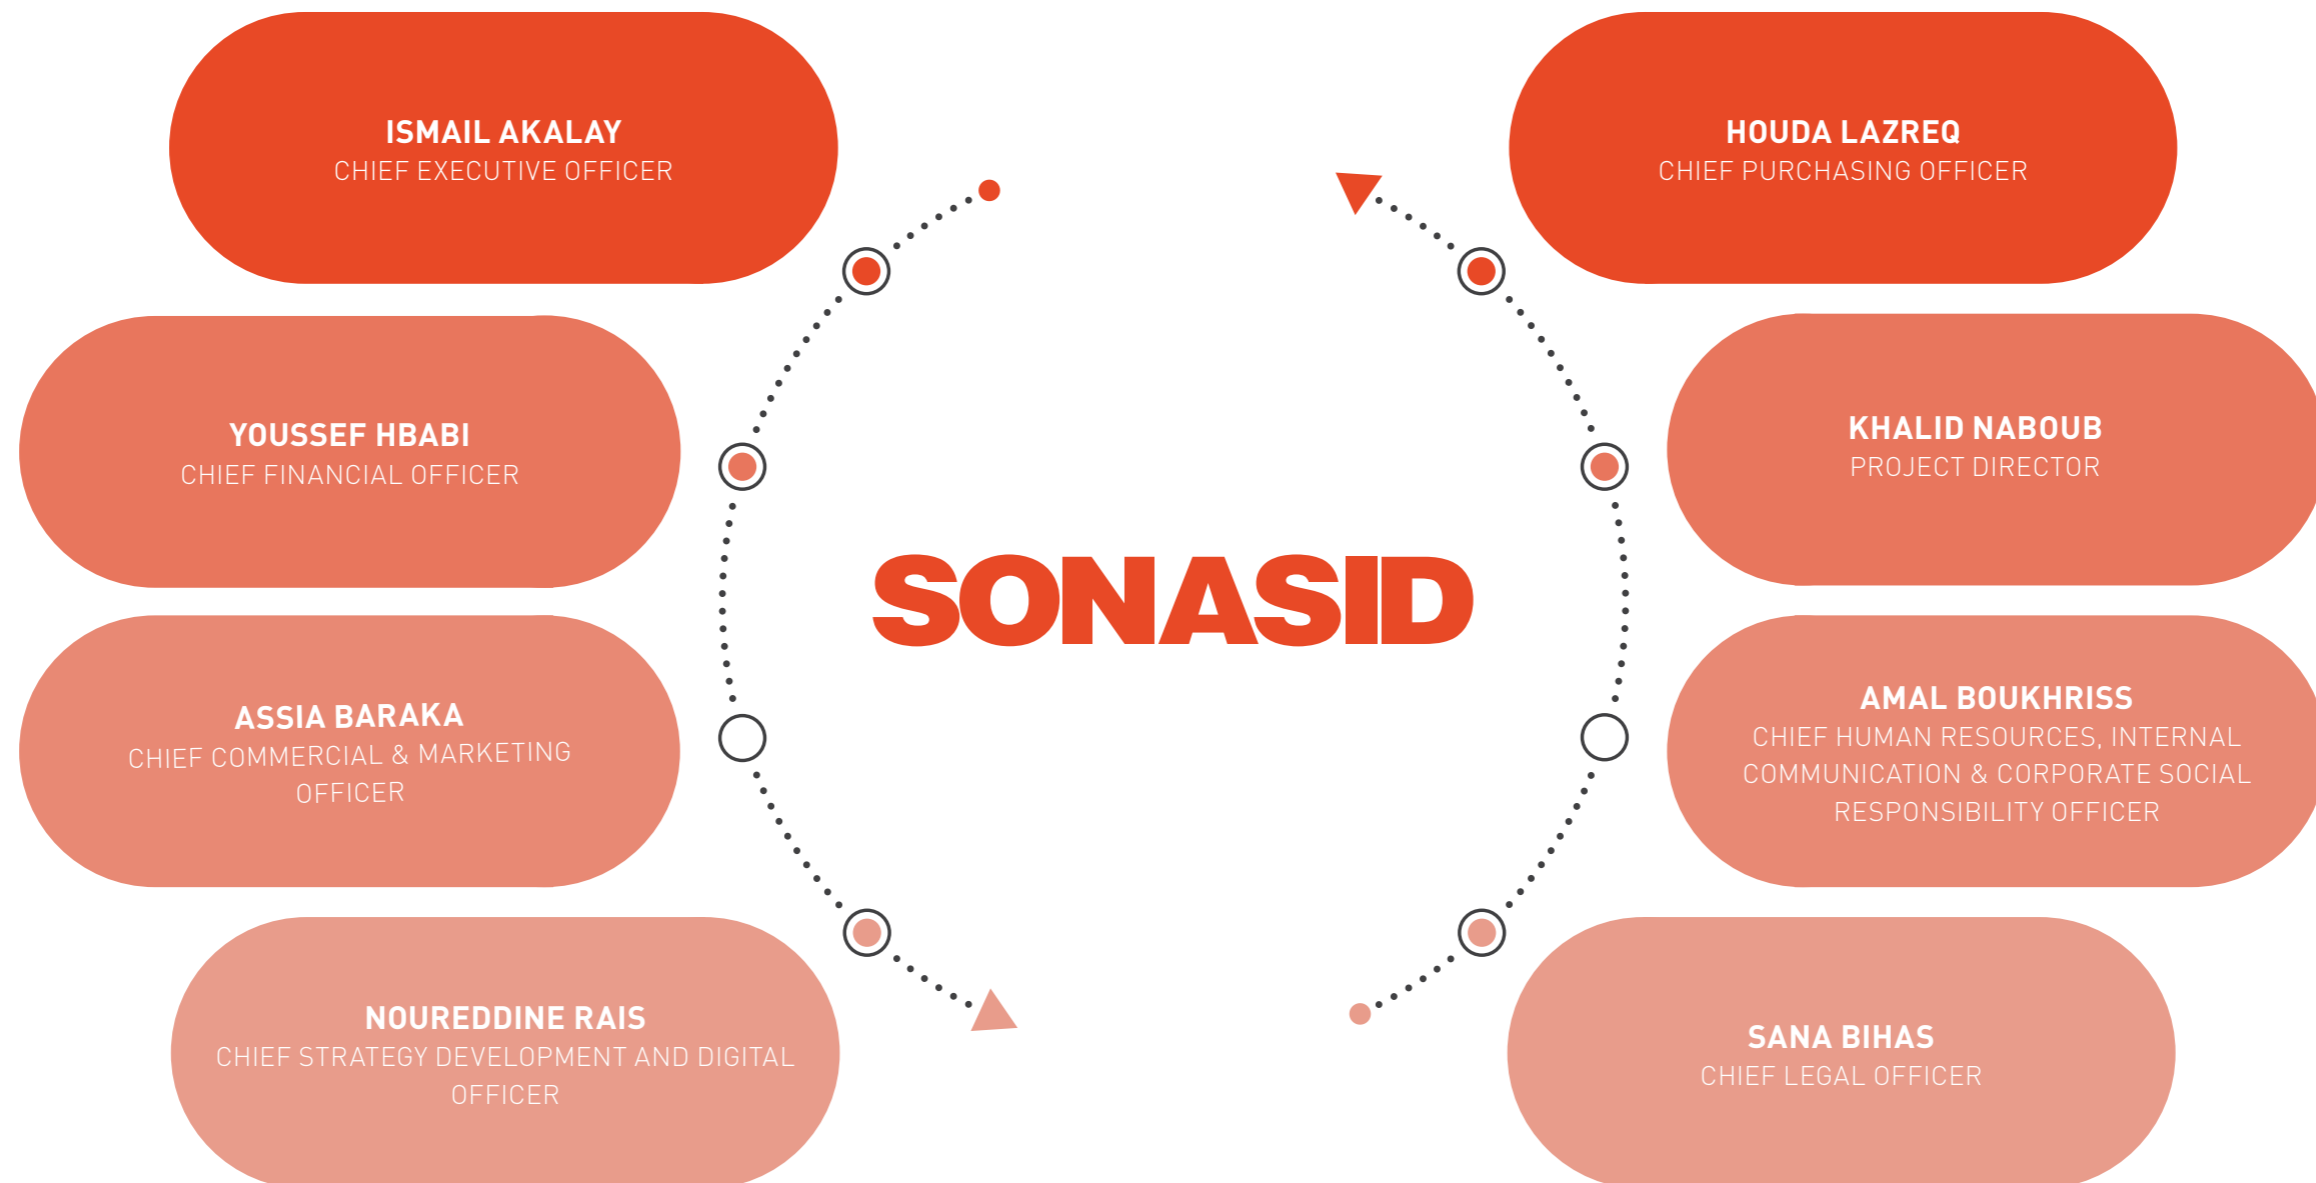 ISMAIL AKALAY
CHIEF EXECUTIVE OFFICER
YOUSSEF HBABI
CHIEF FINANCIAL OFFICER
ASSIA BARAKA
CHIEF COMMERCIAL & MARKETING
OFFICER
NOUREDDINE RAIS
CHIEF STRATEGY DEVELOPMENT AND DIGITAL
OFFICER
SONASID
HOUDA LAZREQ
CHIEF PURCHASING OFFICER
KHALID NABOUB
PROJECT DIRECTOR
AMAL BOUKHRISS
CHIEF HUMAN RESOURCES, INTERNAL
COMMUNICATION & CORPORATE SOCIAL
RESPONSIBILITY OFFICER
SANA BIHAS
CHIEF LEGAL OFFICER